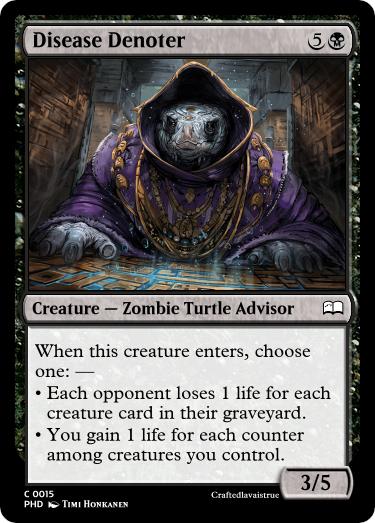 Disease Denoter 5
Creature — Zombie Turtle Advisor
When this creature enters, choose
one: —
• Each opponent loses 1 life for each
creature card in their graveyard.
• You gain 1 life for each counter
among creatures you control.
3/5
C 0015
PHD Timi Honkanen
Craftedlavaistrue